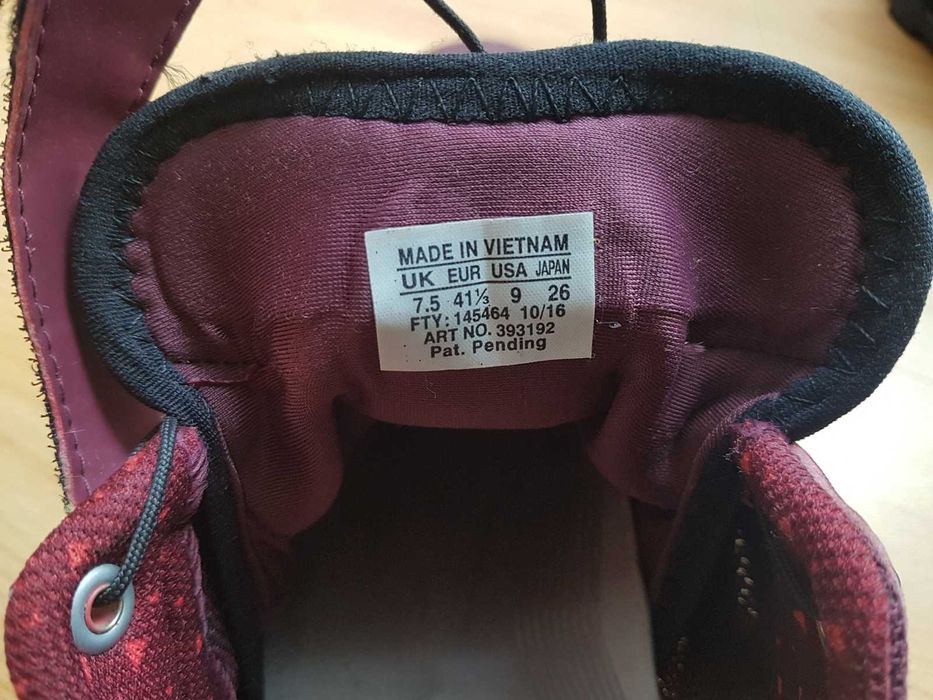 MADE IN VIETNAM
UK EUR USA JAPAN
7.5 41⅓ 9 26
FTY: 145464 10/16
ART NO. 393192
Pat. Pending